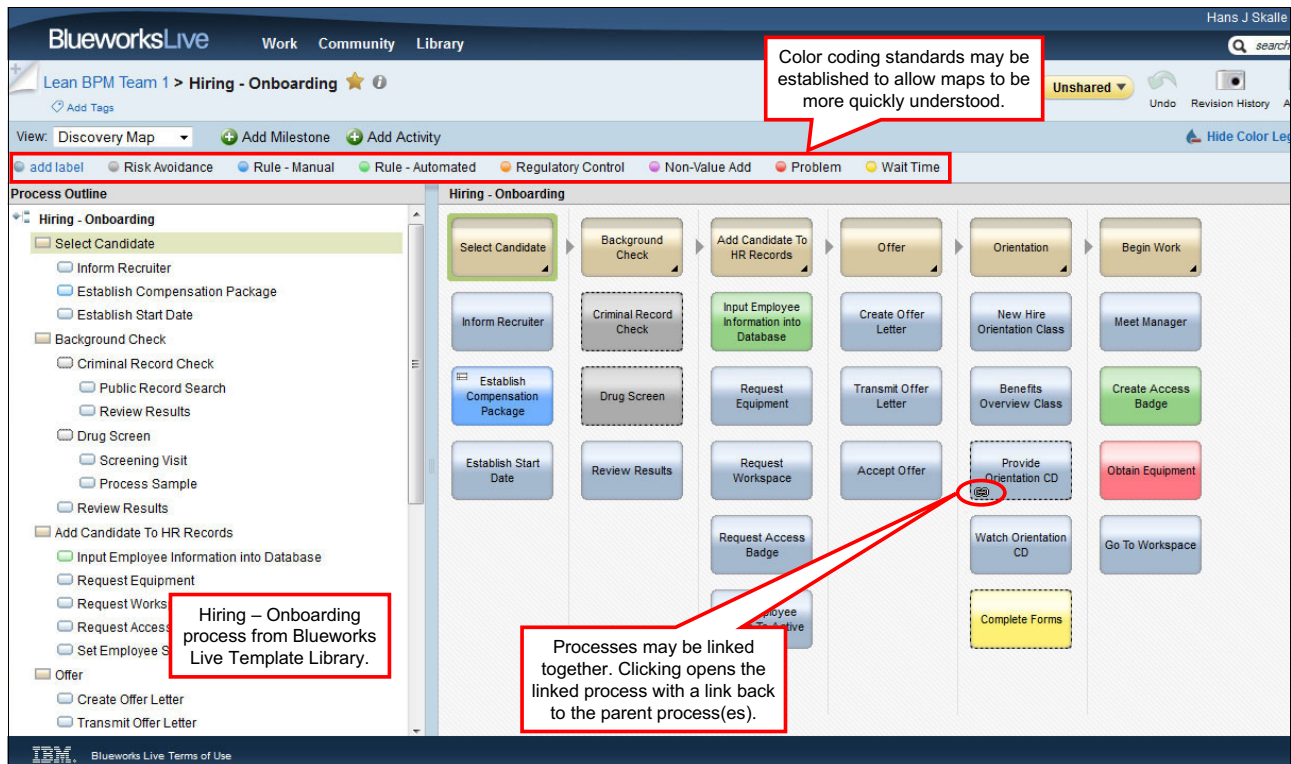 Hans J Skalle
BlueworksLive Work Community Library
search
Lean BPM Team 1 > Hiring - Onboarding
Add Tags
Color coding standards may be
established to allow maps to be
more quickly understood.
Unshared
Undo Revision History
View: Discovery Map Add Milestone Add Activity
Hide Color Leg
add label Risk Avoidance Rule - Manual Rule - Automated Regulatory Control Non-Value Add Problem Wait Time
Process Outline
Hiring - Onboarding
Select Candidate
Inform Recruiter
Establish Compensation Package
Establish Start Date
Background Check
Criminal Record Check
Public Record Search
Review Results
Drug Screen
Screening Visit
Process Sample
Review Results
Add Candidate To HR Records
Input Employee Information into Database
Request Equipment
Request Works
Request Access
Set Employee S
Offer
Create Offer Letter
Transmit Offer Letter
Hiring – Onboarding
process from Blueworks
Live Template Library.
Hiring - Onboarding
Select Candidate
Background
Check
Add Candidate To
HR Records
Offer
Orientation
Begin Work
Inform Recruiter
Criminal Record
Check
Input Employee
Information into
Database
Create Offer
Letter
New Hire
Orientation Class
Meet Manager
Establish
Compensation
Package
Drug Screen
Request
Equipment
Transmit Offer
Letter
Benefits
Overview Class
Create Access
Badge
Establish Start
Date
Review Results
Request
Workspace
Accept Offer
Provide
Orientation CD
Obtain Equipment
Request Access
Badge
Watch Orientation
CD
Go To Workspace
Complete Forms
Processes may be linked
together. Clicking opens the
linked process with a link back
to the parent process(es).
IBM. Blueworks Live Terms of Use